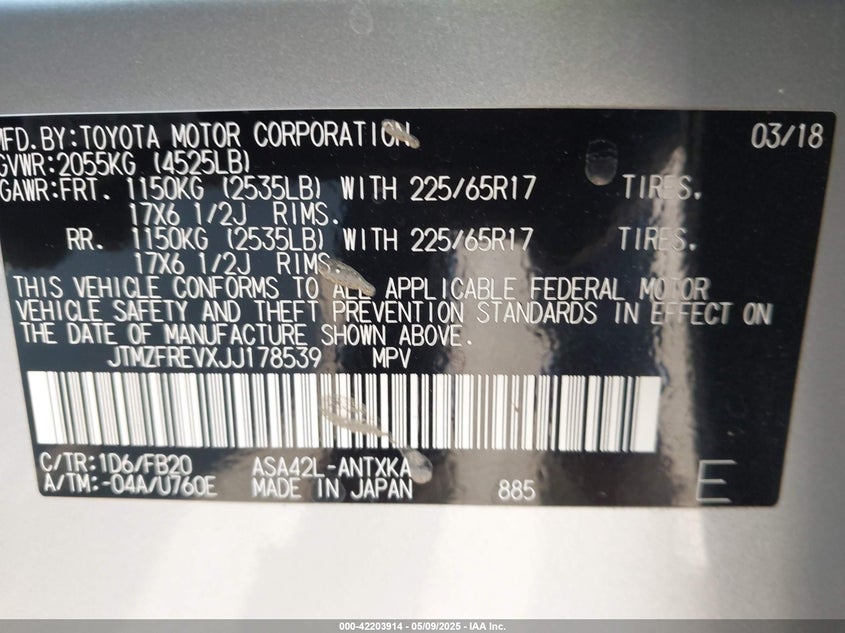 MFD.BY:TOYOTA MOTOR CORPORATION 03/18
GVWR:2055KG (4525LB)
GAWR:FRT. 1150KG (2535LB) WITH 225/65R17 TIRES.
17X6 1/2J RIMS.
RR. 1150KG (2535LB) WITH 225/65R17 TIRES.
17X6 1/2J RIMS.
THIS VEHICLE CONFORMS TO ALL APPLICABLE FEDERAL MOTOR
VEHICLE SAFETY AND THEFT PREVENTION STANDARDS IN EFFECT ON
THE DATE OF MANUFACTURE SHOWN ABOVE.
JTMZFREVXJJ178539 MPV
C/TR:1D6/FB20 ASA42L-ANTXKA
A/TM:-04A/U760E MADE IN JAPAN 885 E
000-42203914 - 05/09/2025 - IAA Inc.